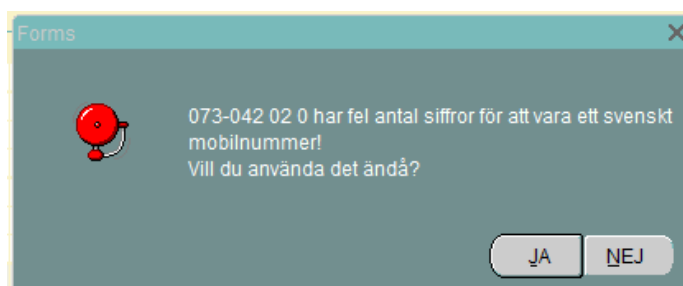 Forms
073-042 02 0 har fel antal siffror för att vara ett svenskt
mobilnummer!
Vill du använda det ändå?
JA NEJ